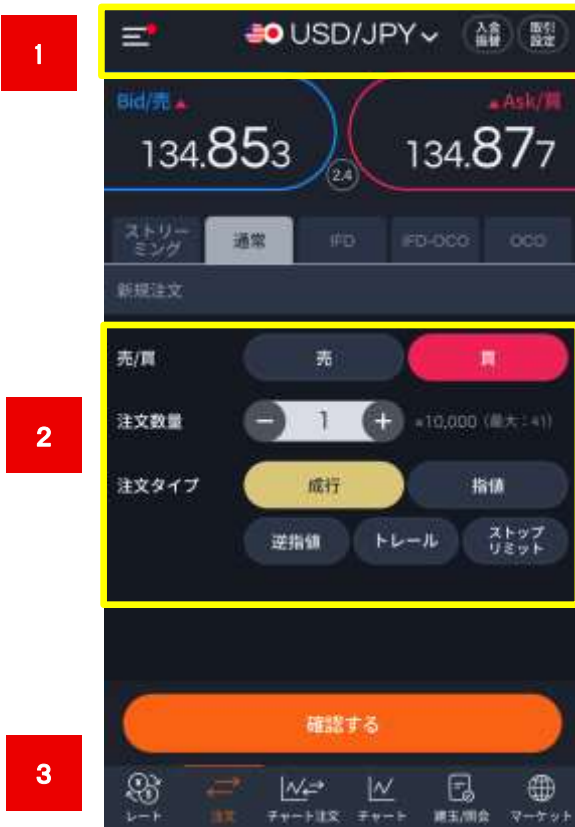 1
USD/JPY
入金
振替
取引
設定
Bid/売
Ask/買
134.853
2.4
134.877
ストリー
ミング
通常
IFD
IFD-OCO
OCO
新規注文
2
売/買
売
買
注文数量
1
×10,000 (最大:41)
注文タイプ
成行
指値
逆指値
トレール
ストップ
リミット
確認する
3
レート
注文
チャート注文
チャート
建玉/照会
マーケット